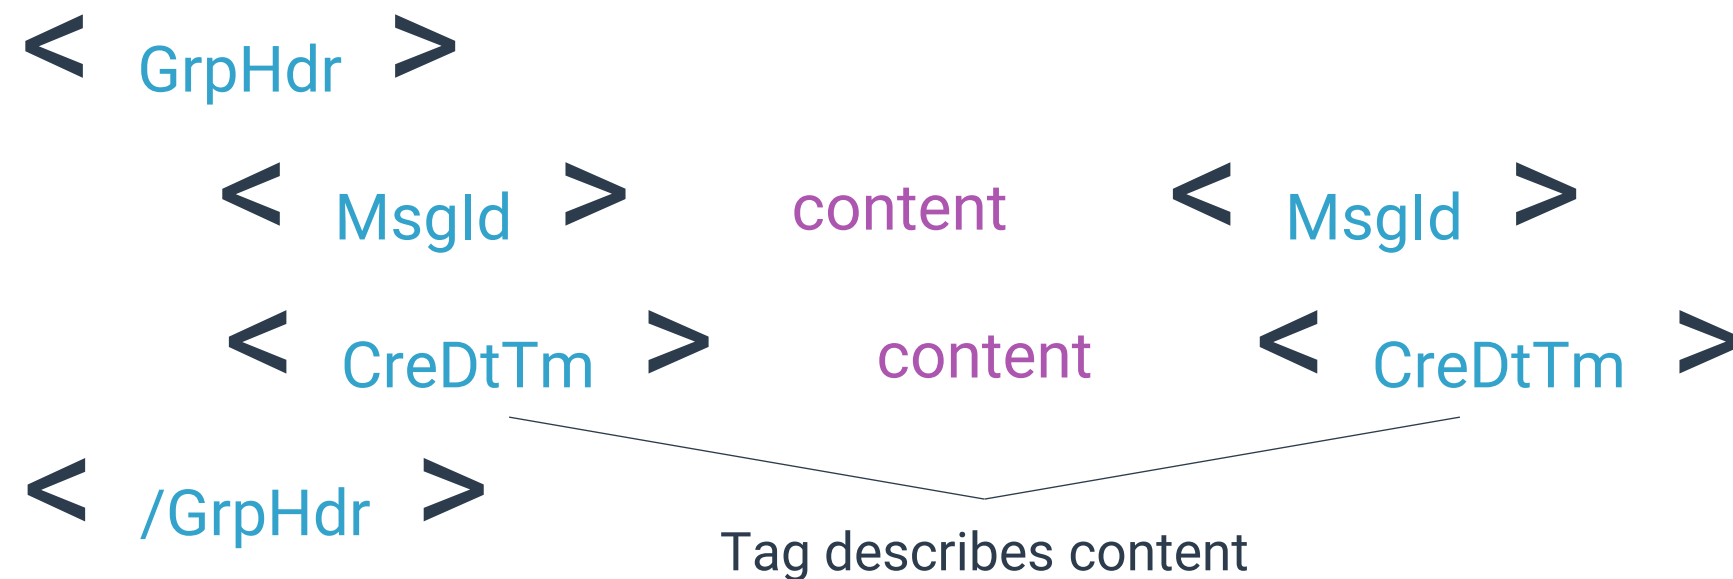 < GrpHdr >
< MsgId > content < MsgId >
< CreDtTm > content < CreDtTm >
< /GrpHdr >
Tag describes content